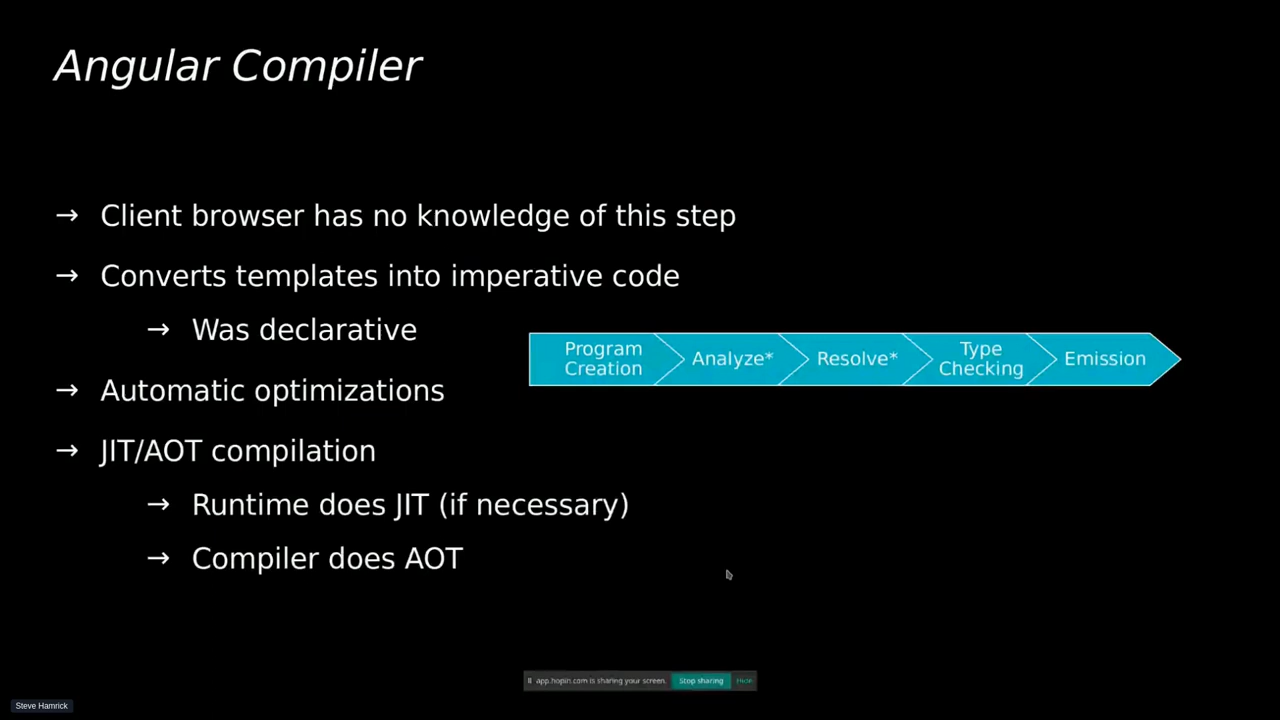 Angular Compiler
→ Client browser has no knowledge of this step
→ Converts templates into imperative code
→ Was declarative
→ Automatic optimizations
→ JIT/AOT compilation
→ Runtime does JIT (if necessary)
→ Compiler does AOT
Program
Creation
Analyze*
Resolve*
Type
Checking
Emission
app.hopin.com is sharing your screen. Stop sharing Hide
Steve Hamrick